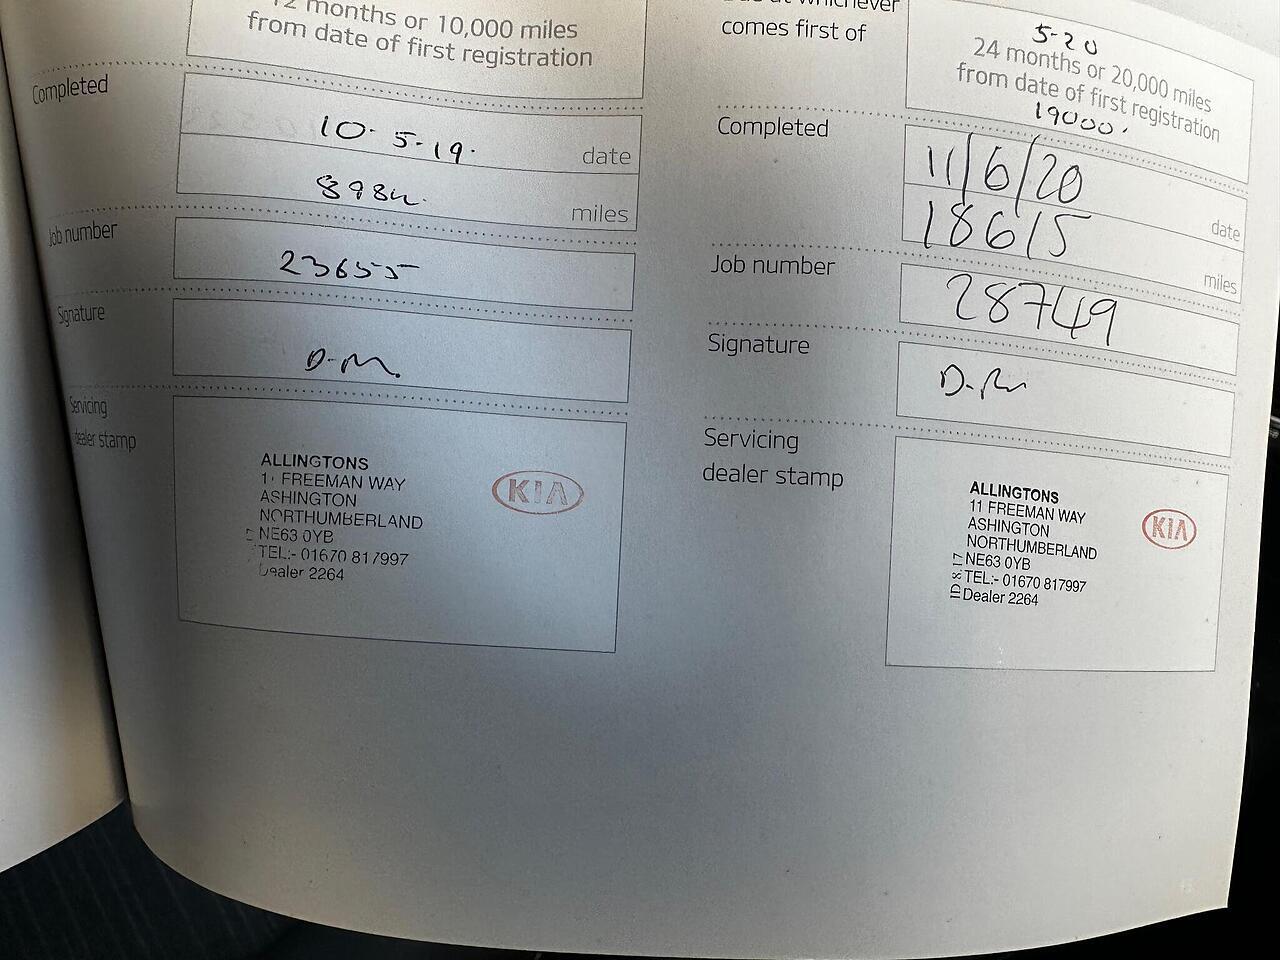 12 months or 10,000 miles
from date of first registration
Completed
10. 5-19.
date
8984.
miles
Job number
23655
Signature
D.M.
Servicing
dealer stamp
ALLINGTONS
11 FREEMAN WAY
ASHINGTON
NORTHUMBERLAND
NE63 0YB
TEL:- 01670 817997
Dealer 2264
KIA
whichever
comes first of
5-20
24 months or 20,000 miles
from date of first registration
19000.
Completed
11/6/20
date
18615
miles
Job number
28749
Signature
Servicing
dealer stamp
ALLINGTONS
11 FREEMAN WAY
ASHINGTON
NORTHUMBERLAND
NE63 0YB
TEL:- 01670 817997
Dealer 2264
KIA